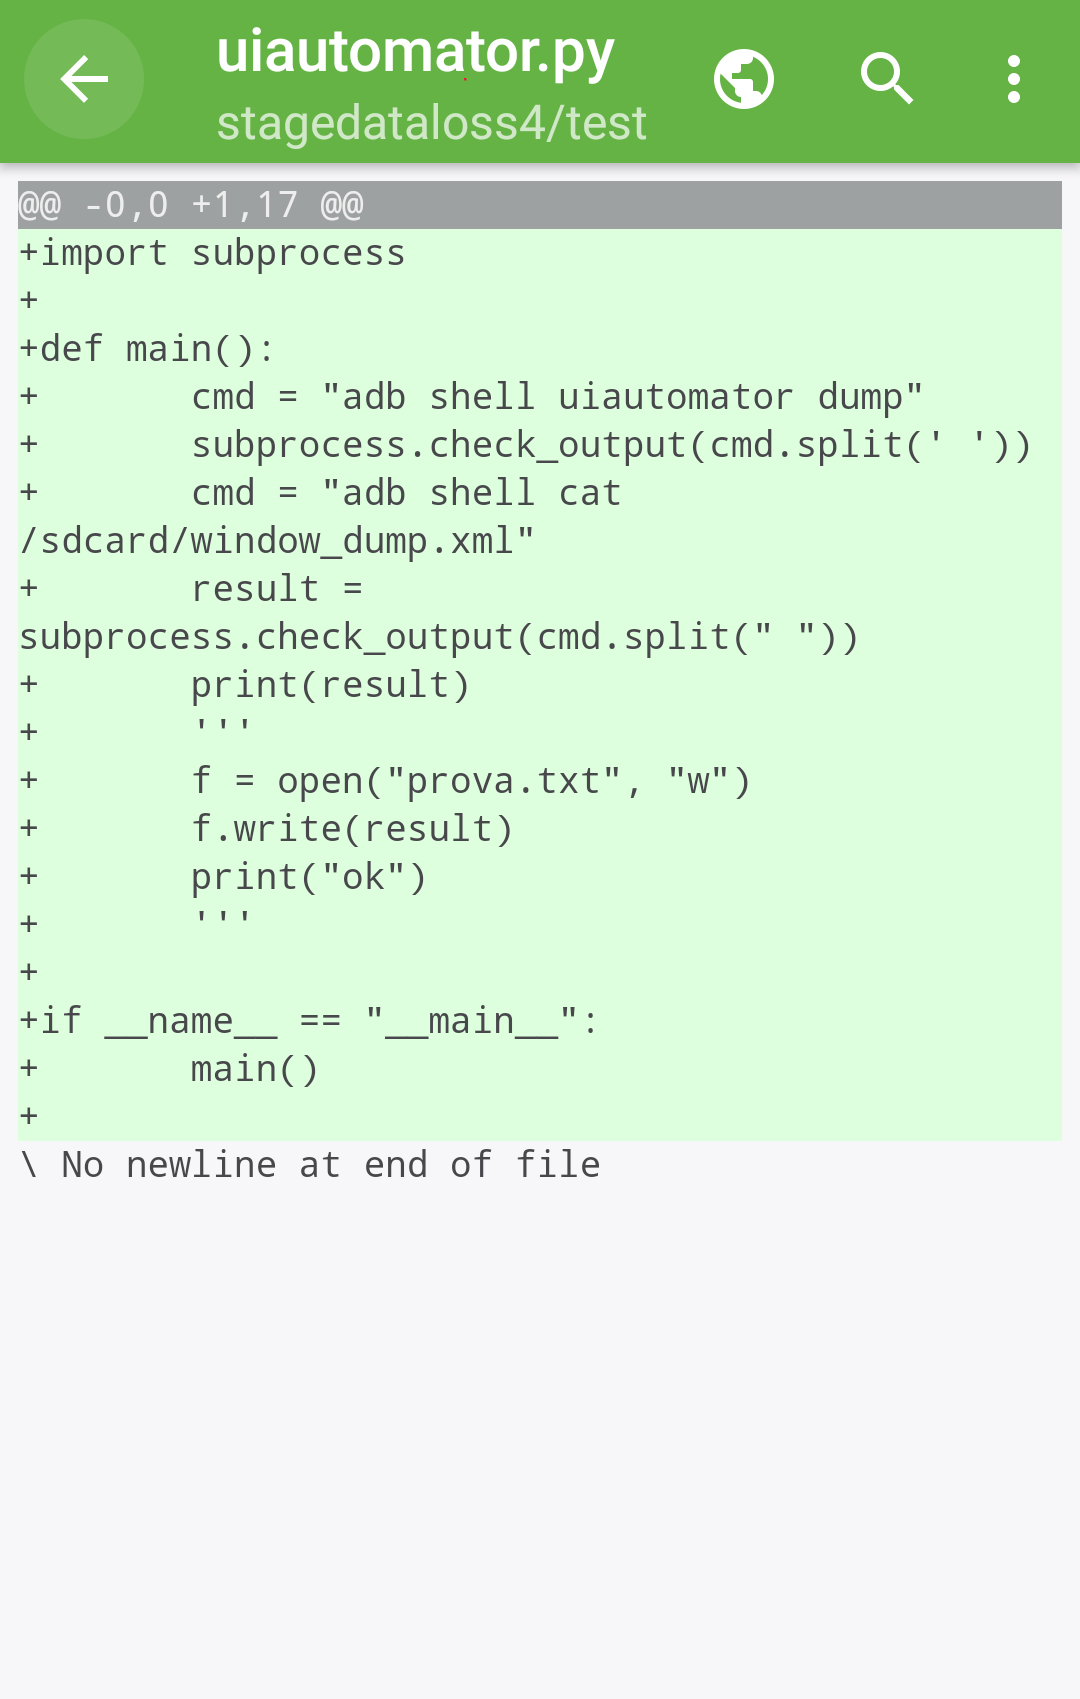 uiautomator.py
stagedataloss4/test
@@ -0,0 +1,17 @@
+import subprocess
+
+def main():
+       cmd = "adb shell uiautomator dump"
+       subprocess.check_output(cmd.split(' '))
+       cmd = "adb shell cat
/sdcard/window_dump.xml"
+       result =
subprocess.check_output(cmd.split(" "))
+       print(result)
+       '''
+       f = open("prova.txt", "w")
+       f.write(result)
+       print("ok")
+       '''
+
+if __name__ == "__main__":
+       main()
+
\ No newline at end of file